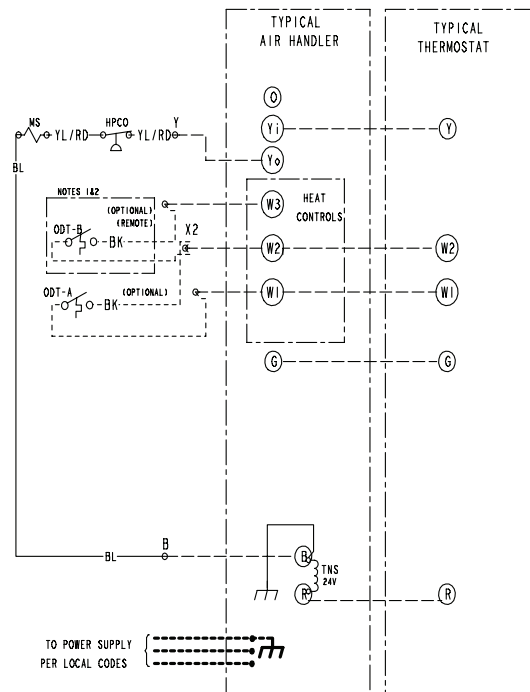 TYPICAL
AIR HANDLER
TYPICAL
THERMOSTAT
O
MS
YL/RD
HPCO
YL/RD
Y
Yi
Y
Yo
BL
NOTES 1&2
(OPTIONAL)
(REMOTE)
W3
HEAT
CONTROLS
ODT-B
BK
X2
W2
W2
ODT-A
BK
(OPTIONAL)
W1
W1
G
G
BL
B
B
TNS
24V
R
R
TO POWER SUPPLY
PER LOCAL CODES